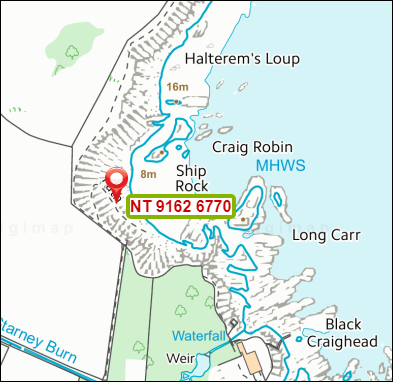 Halterem's Loup
16m
Craig Robin
MHWS
Ship
Rock
8m
NT 9162 6770
Long Carr
Black
Craighead
Waterfall
Weir
Starney Burn